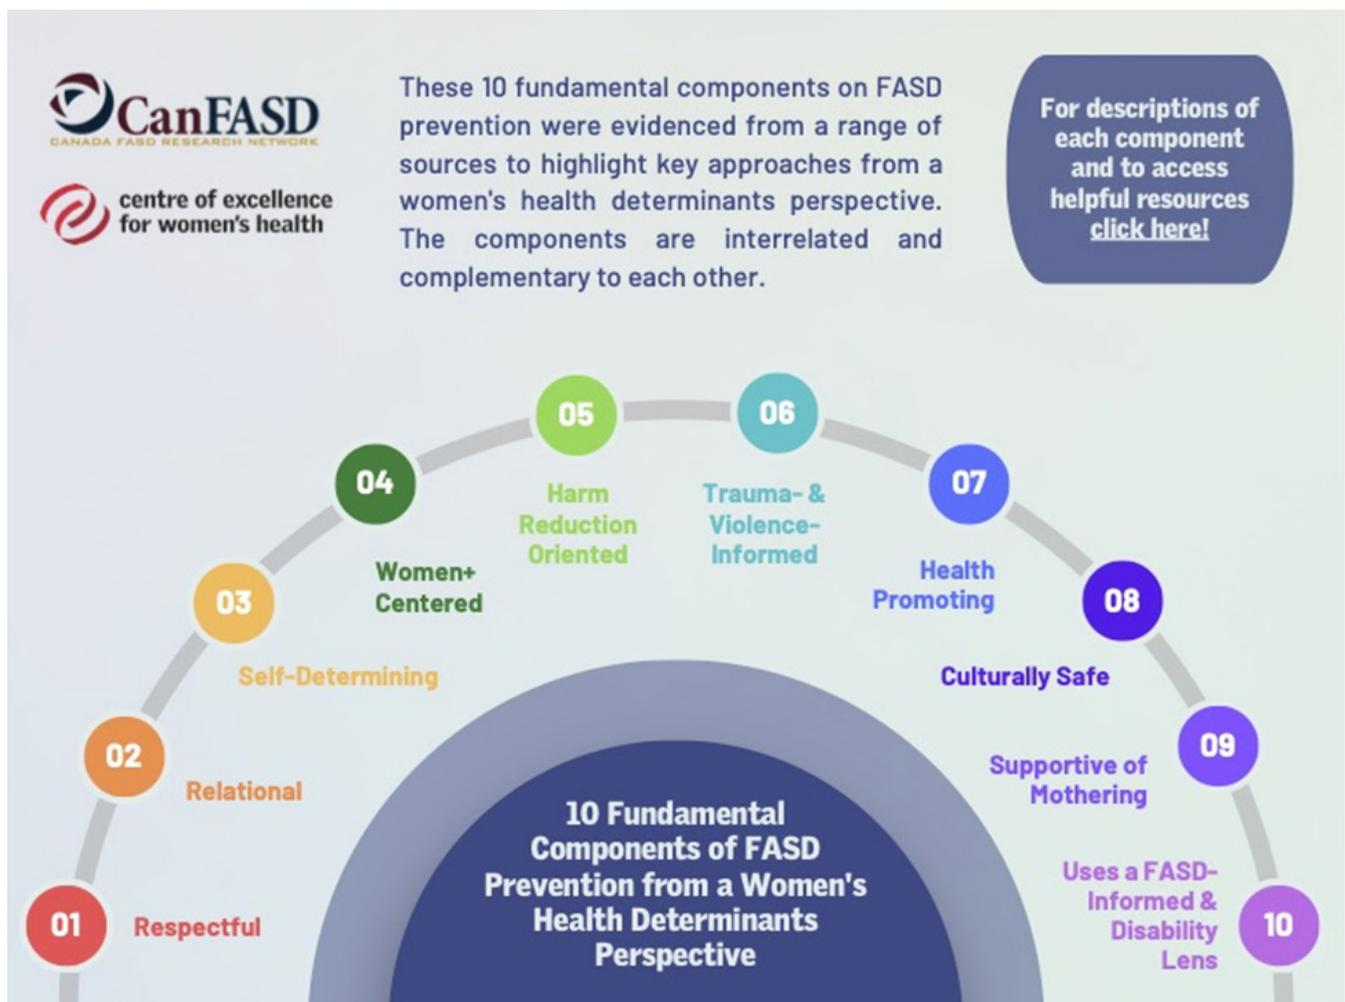 CanFASD
CANADA FASD RESEARCH NETWORK
centre of excellence
for women's health
These 10 fundamental components on FASD
prevention were evidenced from a range of
sources to highlight key approaches from a
women's health determinants perspective.
The components are interrelated and
complementary to each other.
For descriptions of
each component
and to access
helpful resources
click here!
01
Respectful
02
Relational
03
Self-Determining
04
Women+
Centered
05
Harm
Reduction
Oriented
06
Trauma- &
Violence-
Informed
07
Health
Promoting
08
Culturally Safe
09
Supportive of
Mothering
10
Uses a FASD-
Informed &
Disability
Lens
10 Fundamental
Components of FASD
Prevention from a Women's
Health Determinants
Perspective